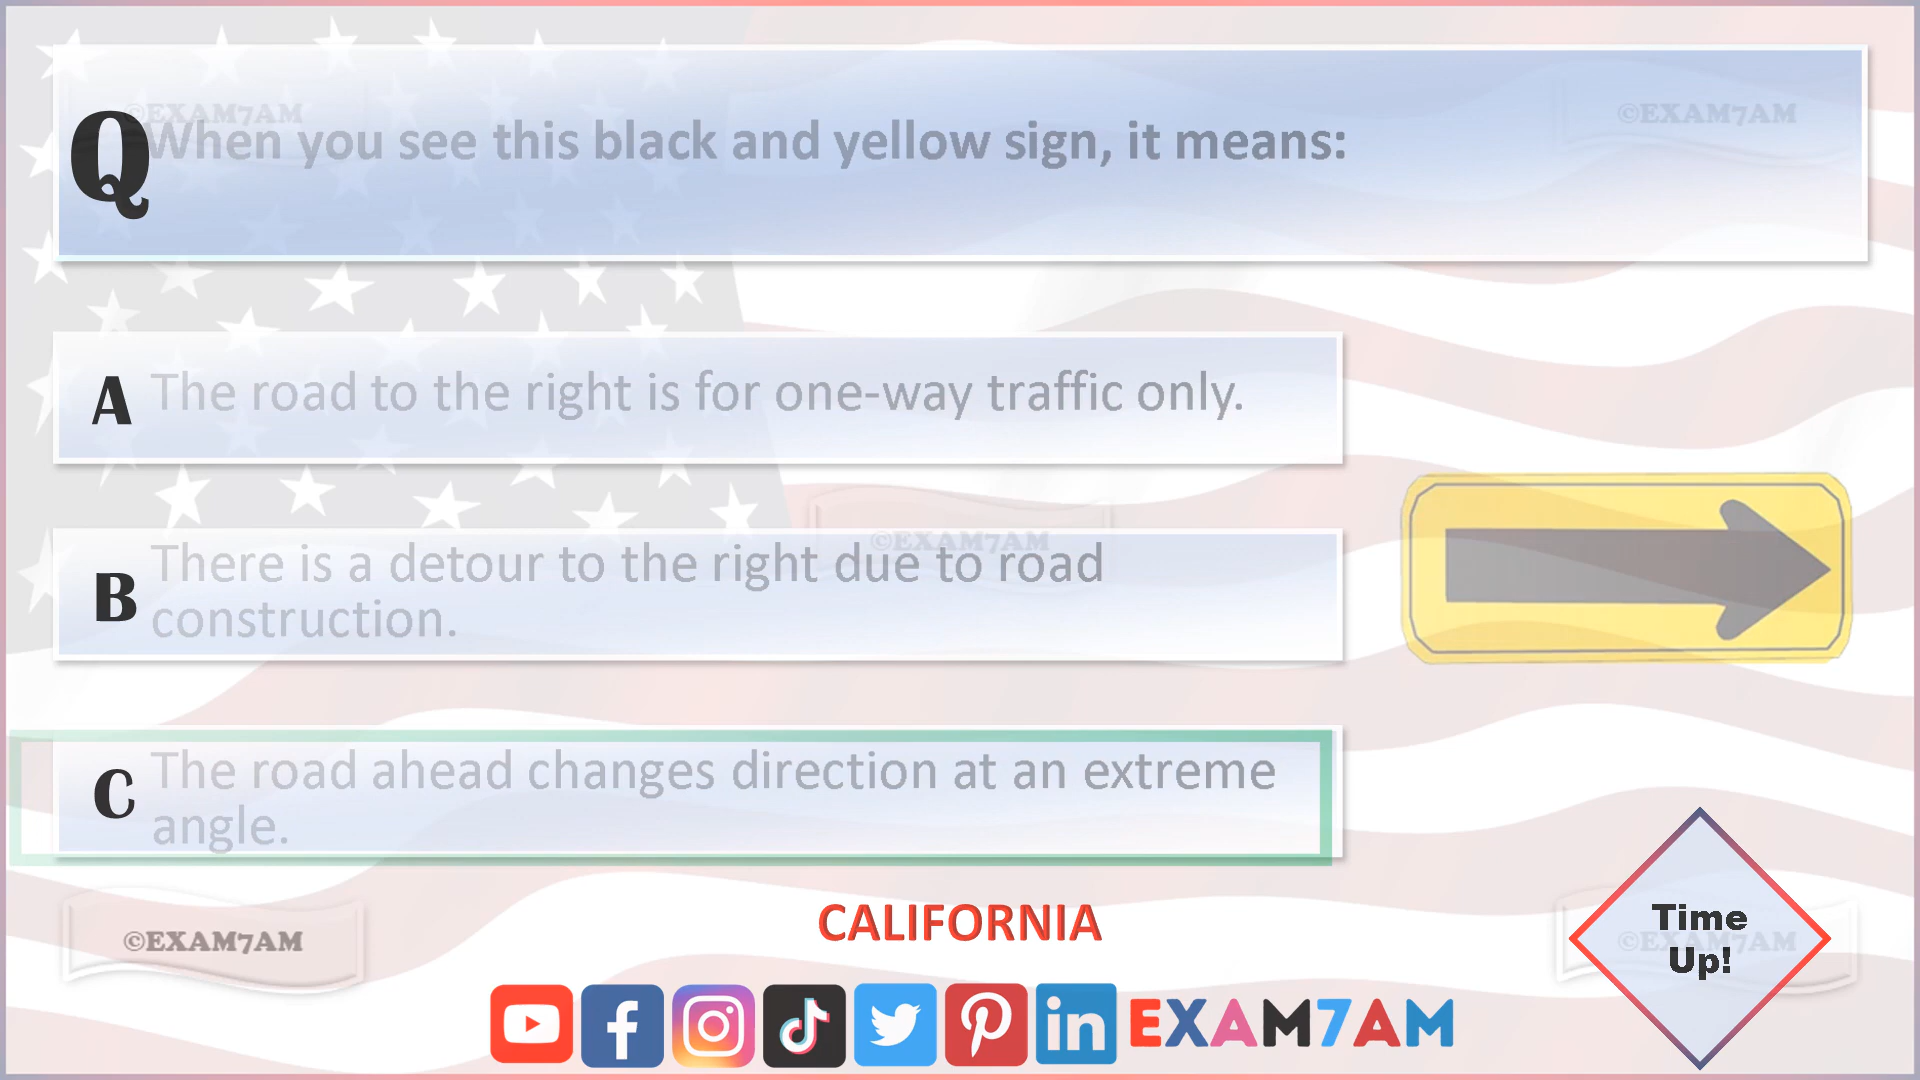 ©EXAM7AM
©EXAM7AM
Q When you see this black and yellow sign, it means:
A The road to the right is for one-way traffic only.
©EXAM7AM
B There is a detour to the right due to road
construction.
C The road ahead changes direction at an extreme
angle.
CALIFORNIA
©EXAM7AM
©EXAM7AM
Time
Up!
EXAM7AM